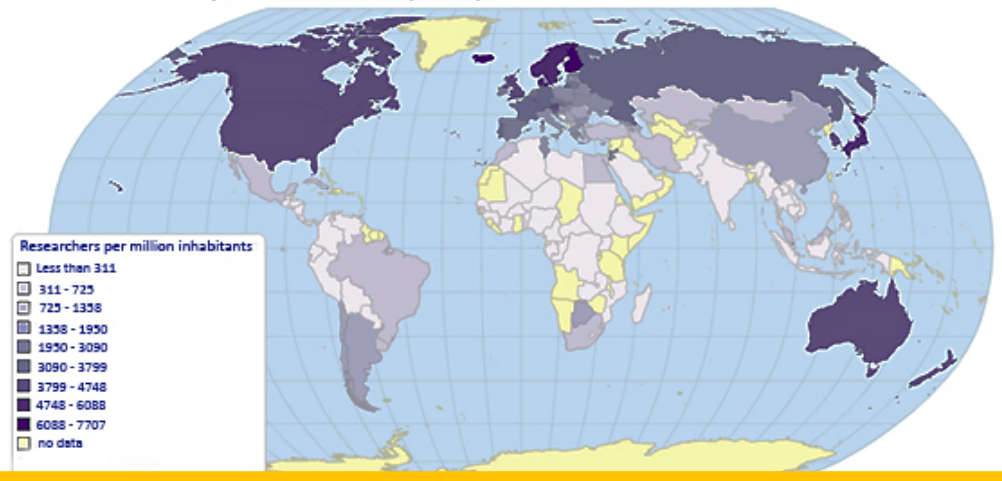 Researchers per million inhabitants
Less than 311
311 - 725
725 - 1358
1358 - 1950
1950 - 3090
3090 - 3799
3799 - 4748
4748 - 6088
6088 - 7707
no data